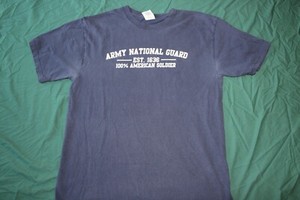 ARMY NATIONAL GUARD
EST. 1636
100% AMERICAN SOLDIER